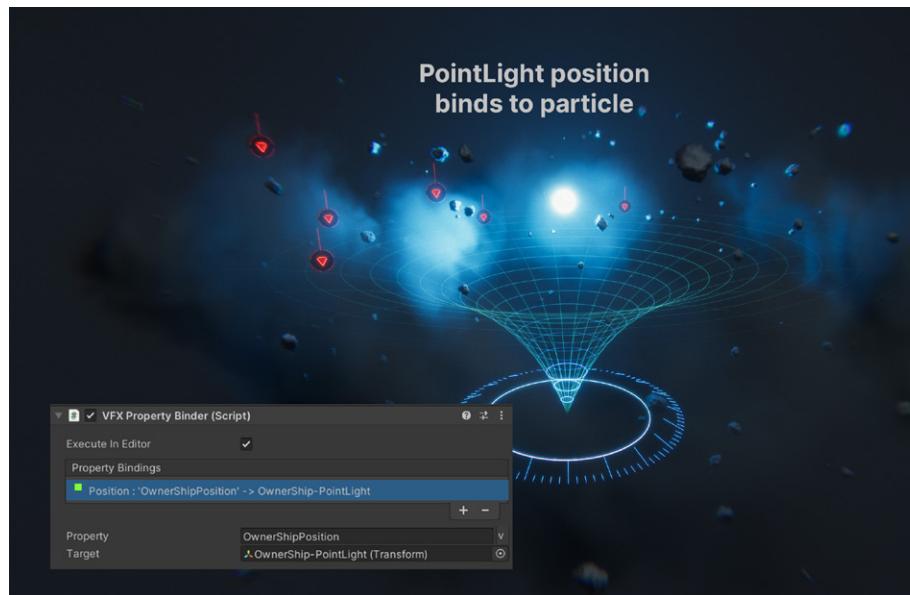 PointLight position
binds to particle
VFX Property Binder (Script)
Execute In Editor
Property Bindings
Position : 'OwnerShipPosition' -> OwnerShip-PointLight
+ −
Property OwnerShipPosition v
Target OwnerShip-PointLight (Transform)